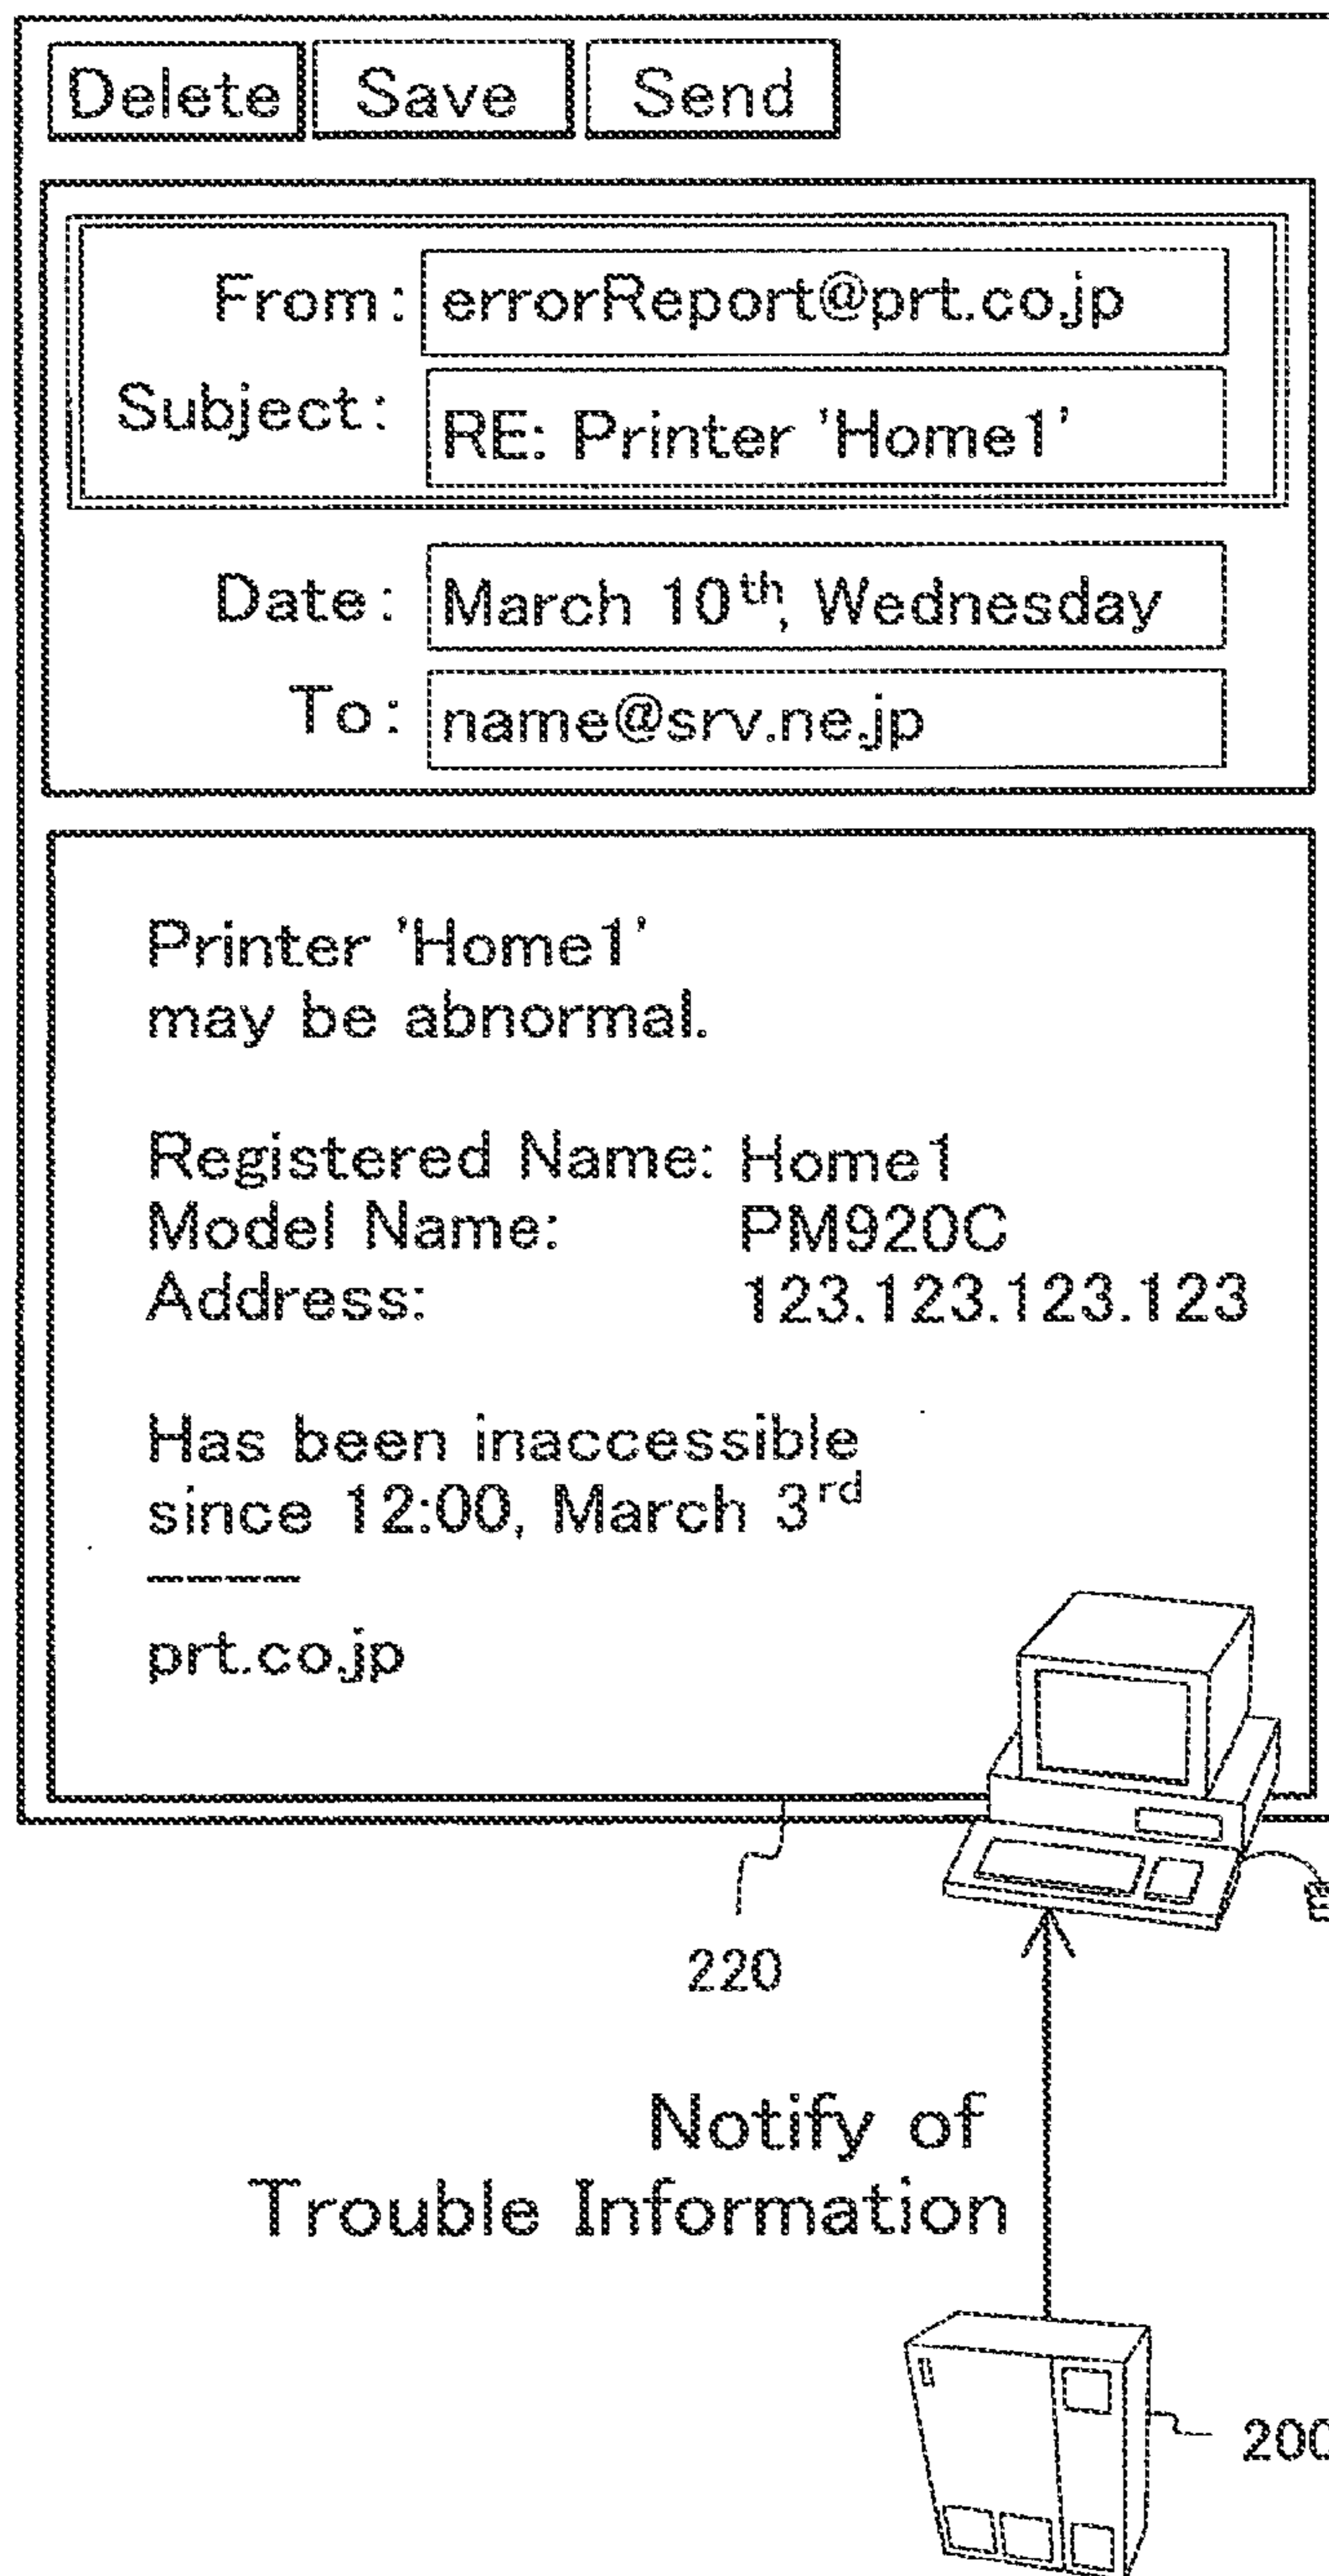 Delete Save Send
From: errorReport@prt.co.jp
Subject: RE: Printer 'Home1'
Date: March 10th, Wednesday
To: name@srv.ne.jp
Printer 'Home1'
may be abnormal.
Registered Name: Home1
Model Name: PM920C
Address: 123.123.123.123
Has been inaccessible
since 12:00, March 3rd
--------
prt.co.jp
220
Notify of
Trouble Information
200